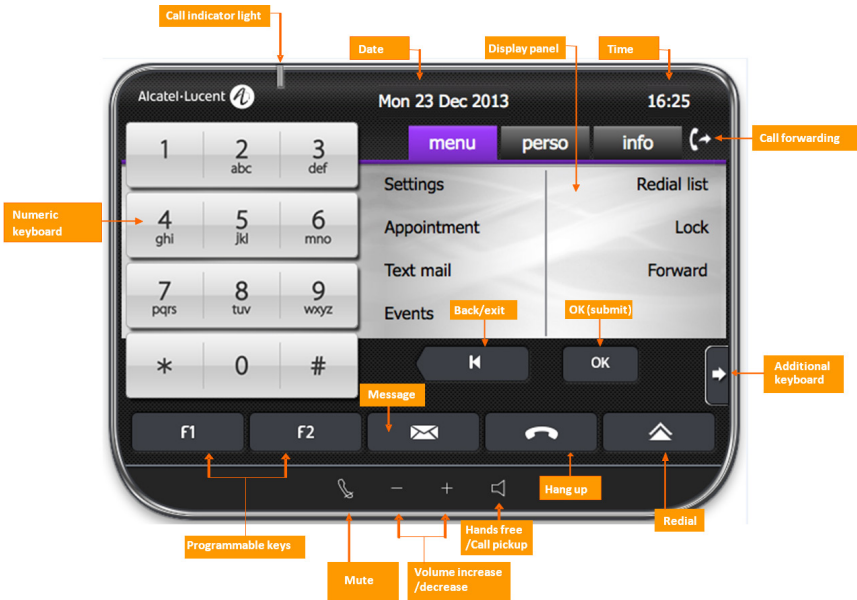 Call indicator light
Date
Display panel
Time
Alcatel·Lucent
Mon 23 Dec 2013
16:25
menu
perso
info
Call forwarding
1
2
abc
3
def
Settings
Redial list
Numeric
keyboard
4
ghi
5
jkl
6
mno
Appointment
Lock
Text mail
Forward
7
pqrs
8
tuv
9
wxyz
Events
Back/exit
OK (submit)
*
0
#
OK
Additional
keyboard
Message
F1
F2
-
+
Hang up
Redial
Programmable keys
Hands free
/Call pickup
Mute
Volume increase
/decrease